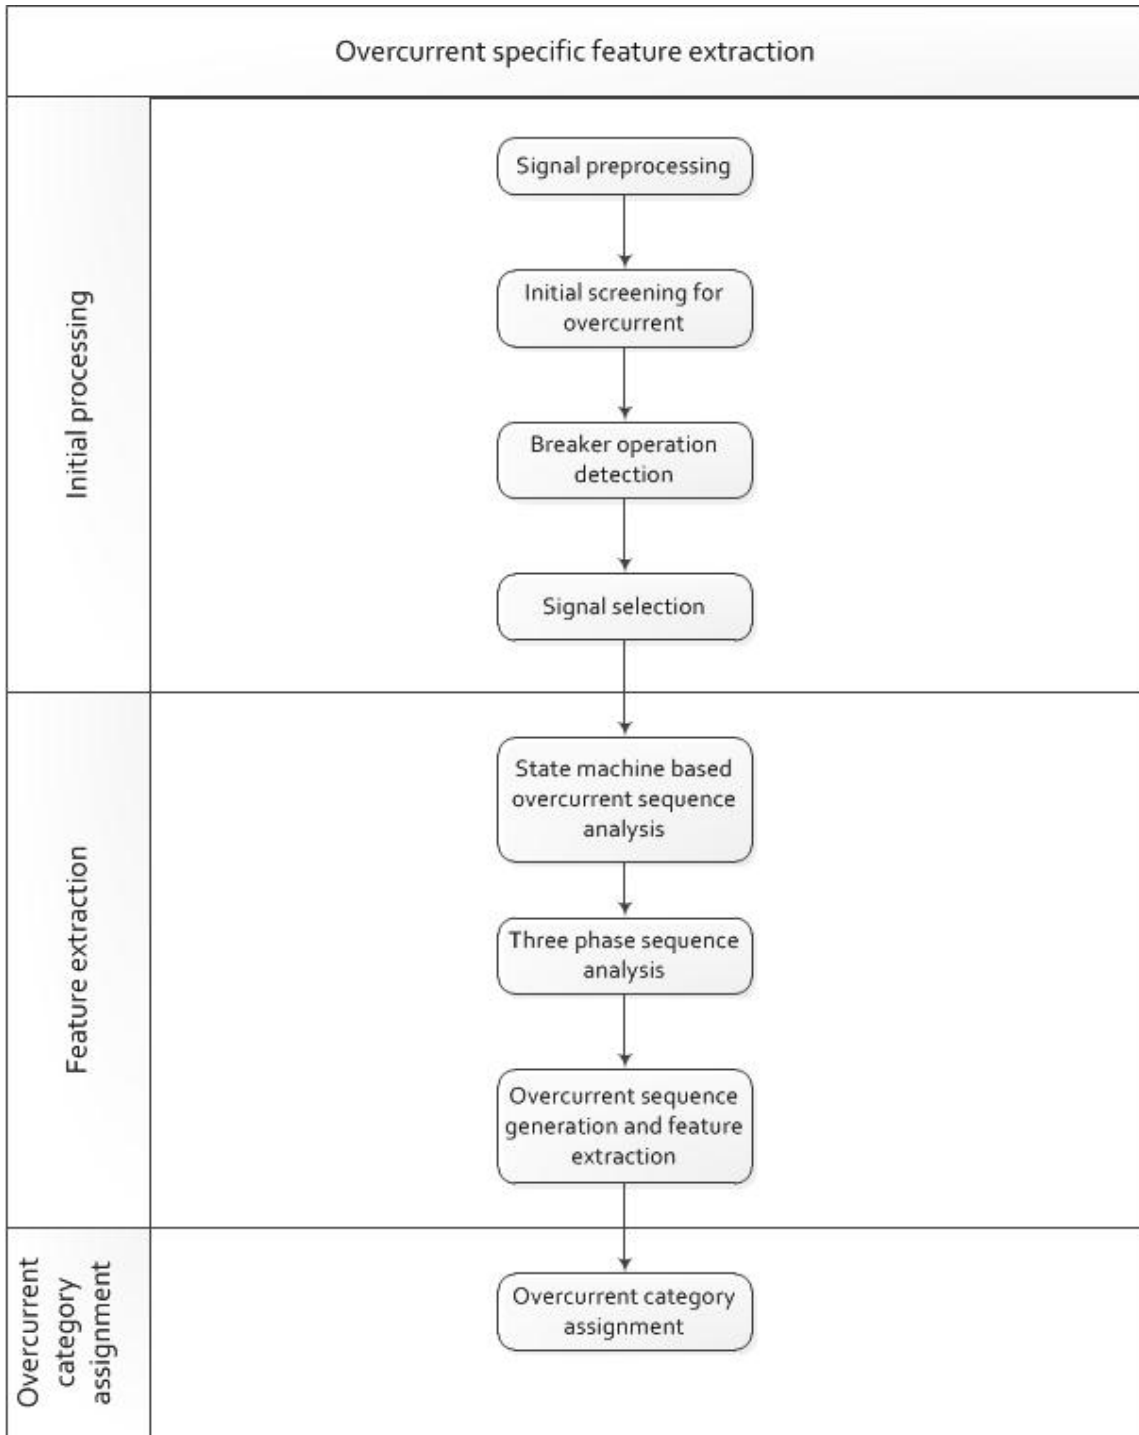 Overcurrent specific feature extraction
Initial processing
Signal preprocessing
Initial screening for
overcurrent
Breaker operation
detection
Signal selection
Feature extraction
State machine based
overcurrent sequence
analysis
Three phase sequence
analysis
Overcurrent sequence
generation and feature
extraction
Overcurrent
category
assignment
Overcurrent category
assignment